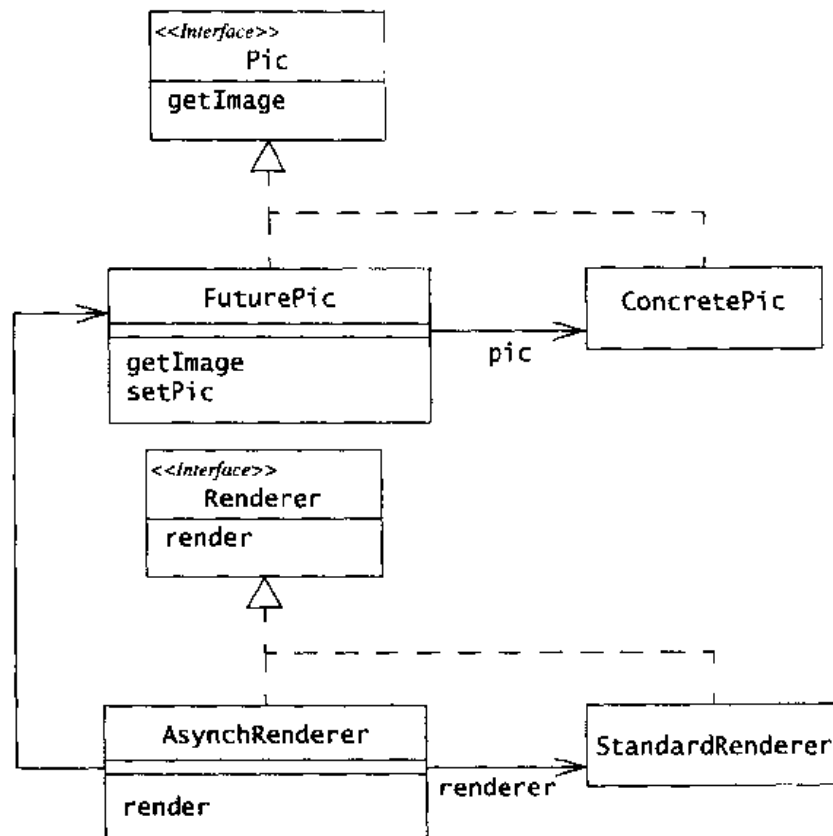 <<Interface>>
Pic
getImage
FuturePic
ConcretePic
pic
getImage
setPic
<<Interface>>
Renderer
render
AsynchRenderer
StandardRenderer
renderer
render